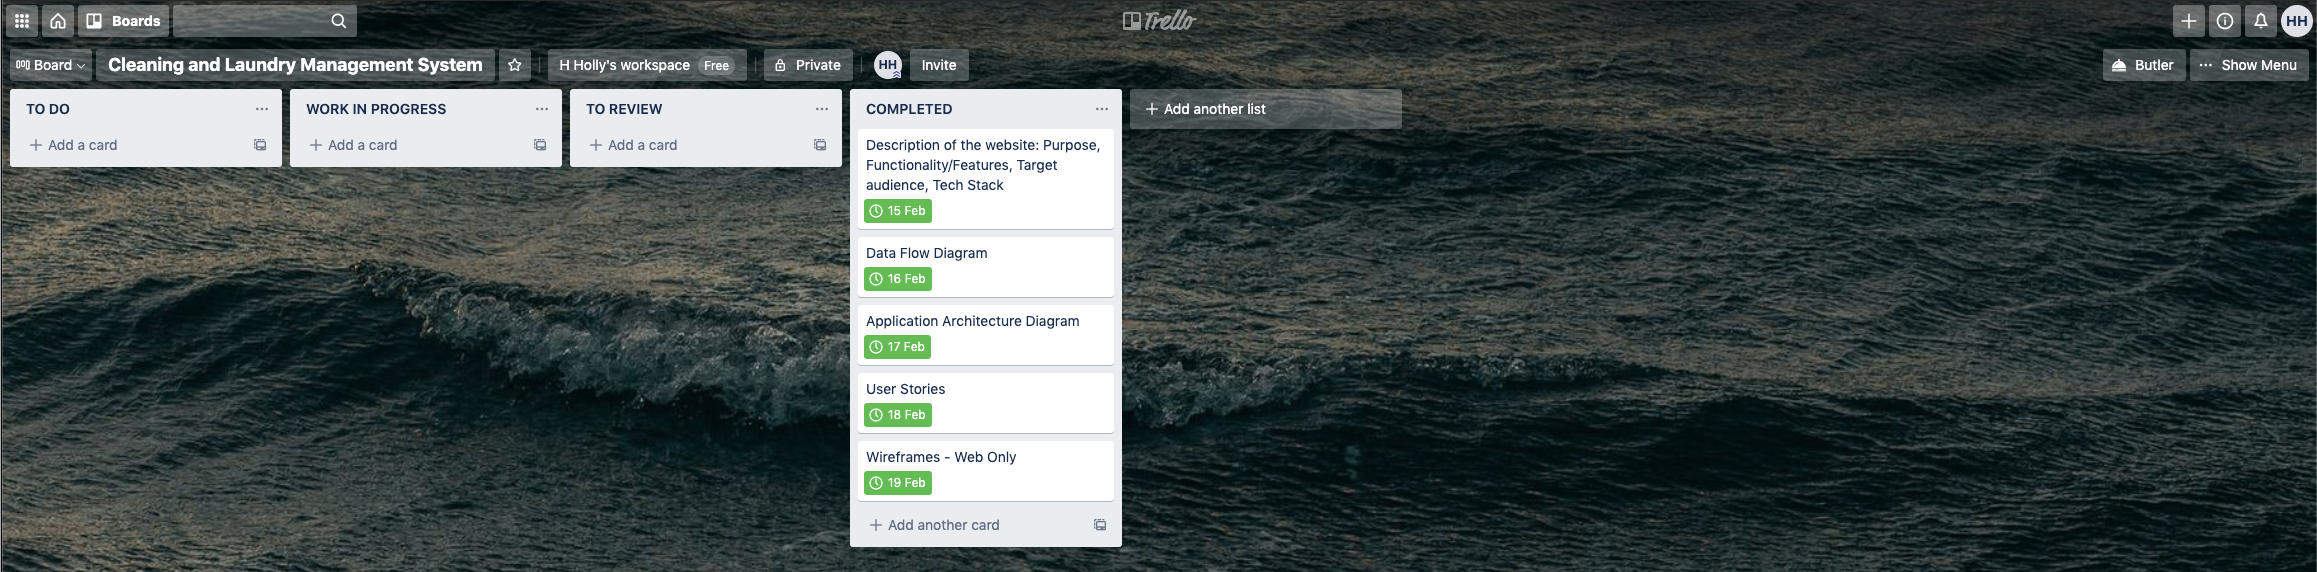 Boards
Trello
Board
Cleaning and Laundry Management System
H Holly's workspace Free
Private
HH
Invite
Butler
Show Menu
HH
TO DO
Add a card
WORK IN PROGRESS
Add a card
TO REVIEW
Add a card
COMPLETED
Description of the website: Purpose,
Functionality/Features, Target
audience, Tech Stack
15 Feb
Data Flow Diagram
16 Feb
Application Architecture Diagram
17 Feb
User Stories
18 Feb
Wireframes - Web Only
19 Feb
Add another card
Add another list